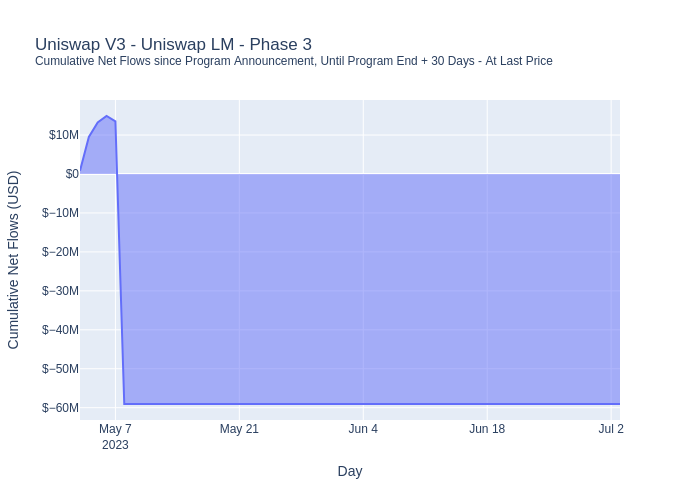 Uniswap V3 - Uniswap LM - Phase 3
Cumulative Net Flows since Program Announcement, Until Program End + 30 Days - At Last Price
Cumulative Net Flows (USD)
$10M
$0
$−10M
$−20M
$−30M
$−40M
$−50M
$−60M
May 7
2023
May 21
Jun 4
Jun 18
Jul 2
Day